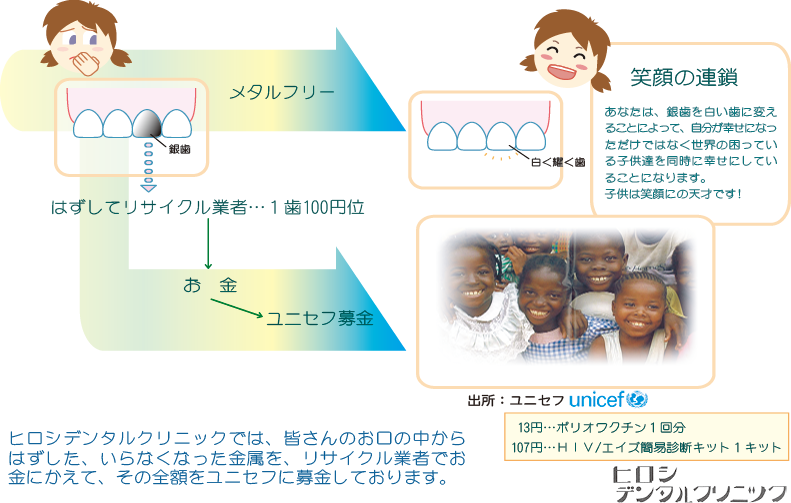 メタルフリー
銀歯
白く耀く歯
笑顔の連鎖
あなたは、銀歯を白い歯に変え
ることによって、自分が幸せになっ
ただけではなく世界の困ってい
る子供達を同時に幸せにしてい
ることになります。
子供は笑顔にの天才です!
はずしてリサイクル業者…１歯100円位
お 金
ユニセフ募金
出所：ユニセフ unicef
13円…ポリオワクチン１回分
107円…ＨＩＶ/エイズ簡易診断キット１キット
ヒロシデンタルクリニックでは、皆さんのお口の中から
はずした、いらなくなった金属を、リサイクル業者でお
金にかえて、その全額をユニセフに募金しております。
ヒロシ
デンタルクリニック